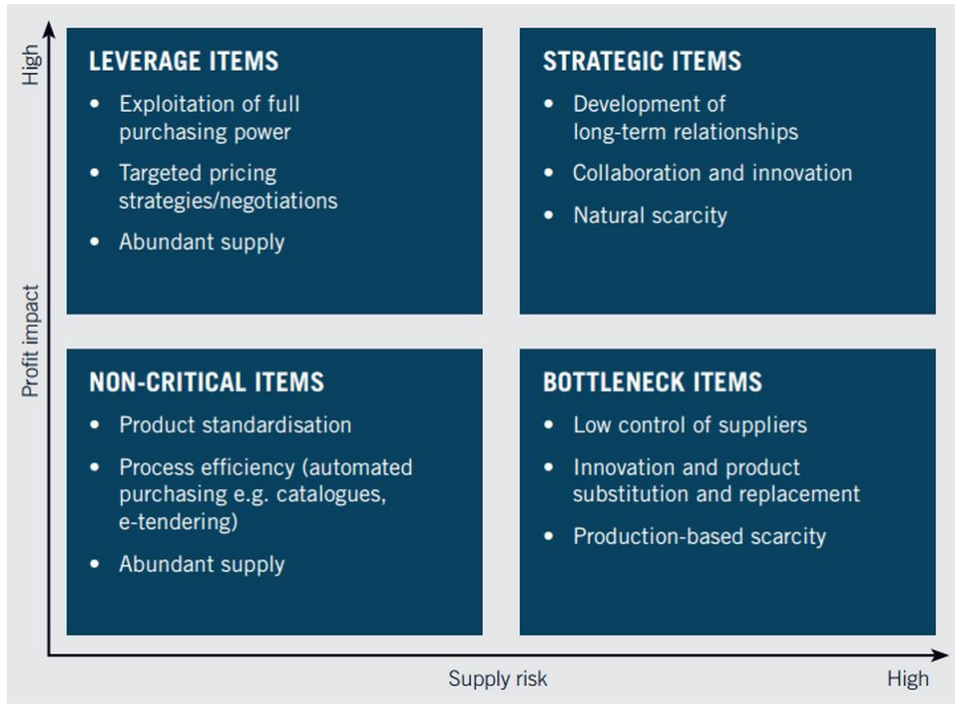 High
Profit impact
LEVERAGE ITEMS
• Exploitation of full
purchasing power
• Targeted pricing
strategies/negotiations
• Abundant supply
STRATEGIC ITEMS
• Development of
long-term relationships
• Collaboration and innovation
• Natural scarcity
NON-CRITICAL ITEMS
• Product standardisation
• Process efficiency (automated
purchasing e.g. catalogues,
e-tendering)
• Abundant supply
BOTTLENECK ITEMS
• Low control of suppliers
• Innovation and product
substitution and replacement
• Production-based scarcity
Supply risk
High